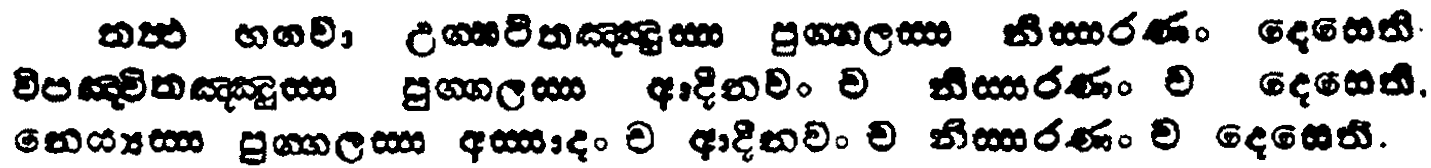 තත්‍ථ භගවා උග්‍ඝටිතඤ්ඤුස්ස පුග්ගලස්ස නිස්සරණං දෙසෙති
විපඤ්චිතඤ්ඤුස්ස පුග්ගලස්ස ආදීනවං ච නිස්සරණං ච දෙසෙති.
නෙය්‍යස්ස පුග්ගලස්ස අස්සාදං ච ආදීනවං ච නිස්සරණං ච දෙසෙති.